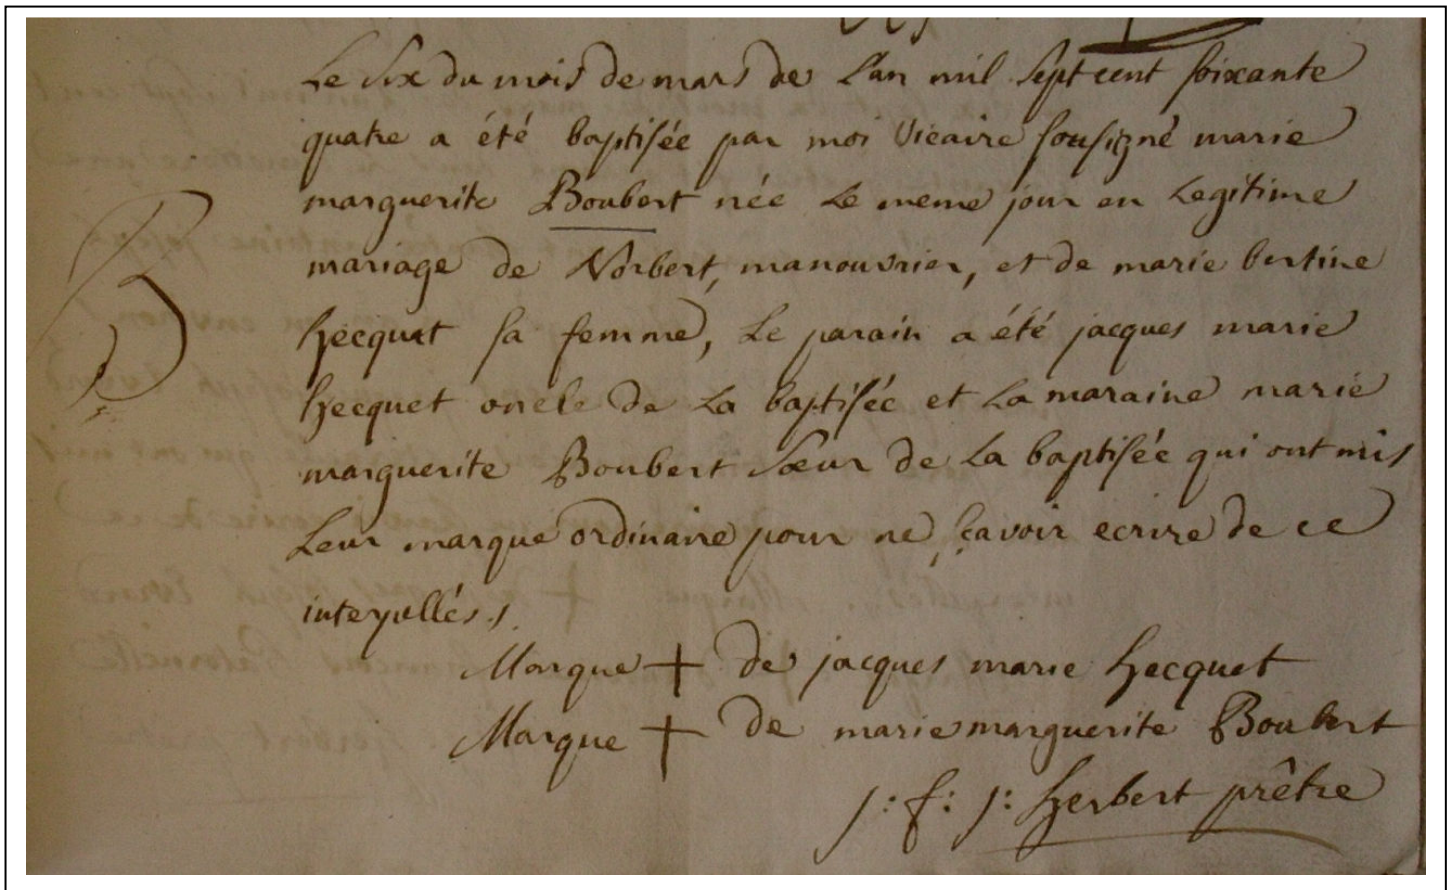 Le six du mois de mars de l'an mil sept cent soixante
quatre a été baptisée par moi vicaire sousigné marie
marguerite Boubert née le meme jour en legitime
mariage de Norbert, manouvrier, et de marie bertine
hecquet sa femme, le parain a été jacques marie
hecquet oncle de la baptisée et la maraine marie
marguerite Boubert sœur de la baptisée qui ont mis
leur marque ordinaire pour ne sçavoir ecrire de ce
interpellés.
B
Marque + de jacques marie hecquet
Marque + de marie marguerite Boubert
j: f: j: herbert prêtre